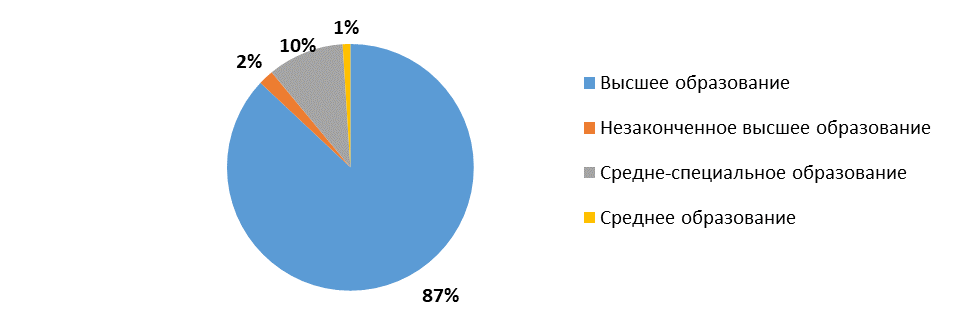 1%
10%
2%
87%
Высшее образование
Незаконченное высшее образование
Средне-специальное образование
Среднее образование